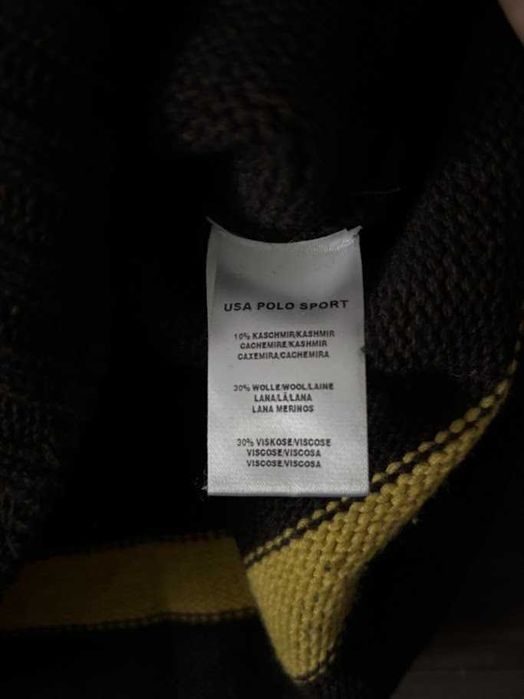 USA POLO SPORT
10% KASCHMIR/KASHMIR
CACHEMIRE/KASHMIR
CAXEMIRA/CACHEMIRA
30% WOLLE/WOOL/LAINE
LANA/LÃ/LANA
LANA MERINOS
30% VISKOSE/VISCOSE
VISCOSE/VISCOSA
VISCOSE/VISCOSA